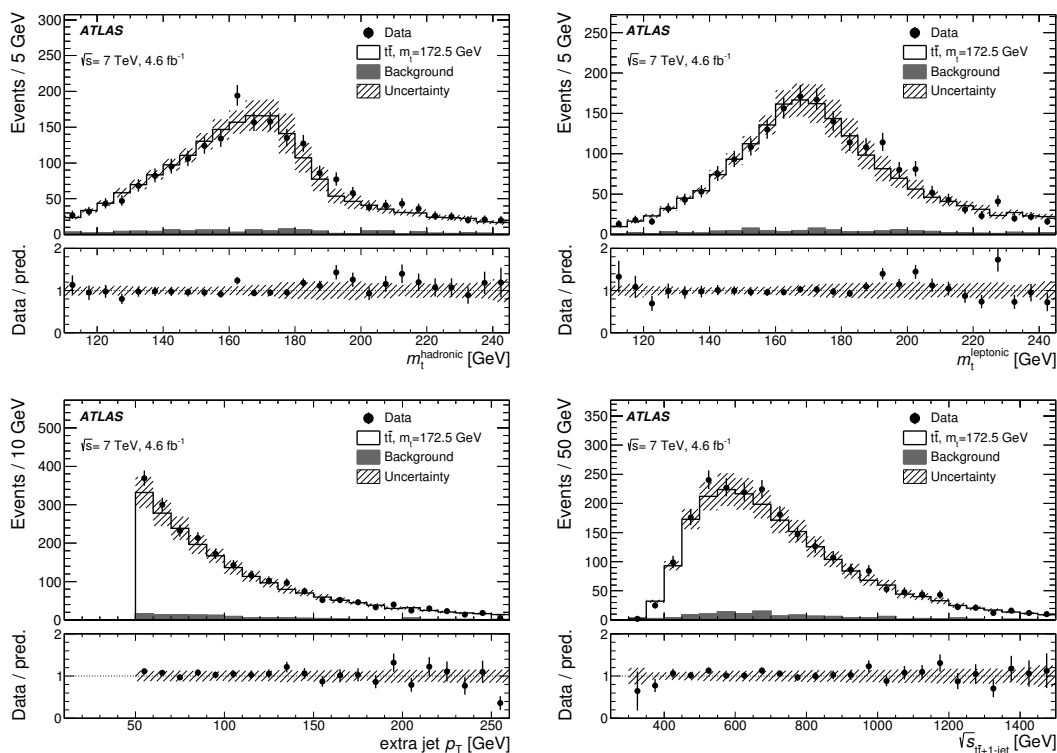 ATLAS
√s= 7 TeV, 4.6 fb⁻¹
Data
tt̄, mₜ=172.5 GeV
Background
Uncertainty
Events / 5 GeV
300
250
200
150
100
50
0
Data / pred.
2
1
0
120 140 160 180 200 220 240
mₜ^hadronic [GeV]
ATLAS
√s= 7 TeV, 4.6 fb⁻¹
Data
tt̄, mₜ=172.5 GeV
Background
Uncertainty
Events / 5 GeV
250
200
150
100
50
0
Data / pred.
2
1
0
120 140 160 180 200 220 240
mₜ^leptonic [GeV]
ATLAS
√s= 7 TeV, 4.6 fb⁻¹
Data
tt̄, mₜ=172.5 GeV
Background
Uncertainty
Events / 10 GeV
500
400
300
200
100
0
Data / pred.
2
1
0
50 100 150 200 250
extra jet p_T [GeV]
ATLAS
√s= 7 TeV, 4.6 fb⁻¹
Data
tt̄, mₜ=172.5 GeV
Background
Uncertainty
Events / 50 GeV
350
300
250
200
150
100
50
0
Data / pred.
2
1
0
400 600 800 1000 1200 1400
√s_tt̄+1-jet [GeV]